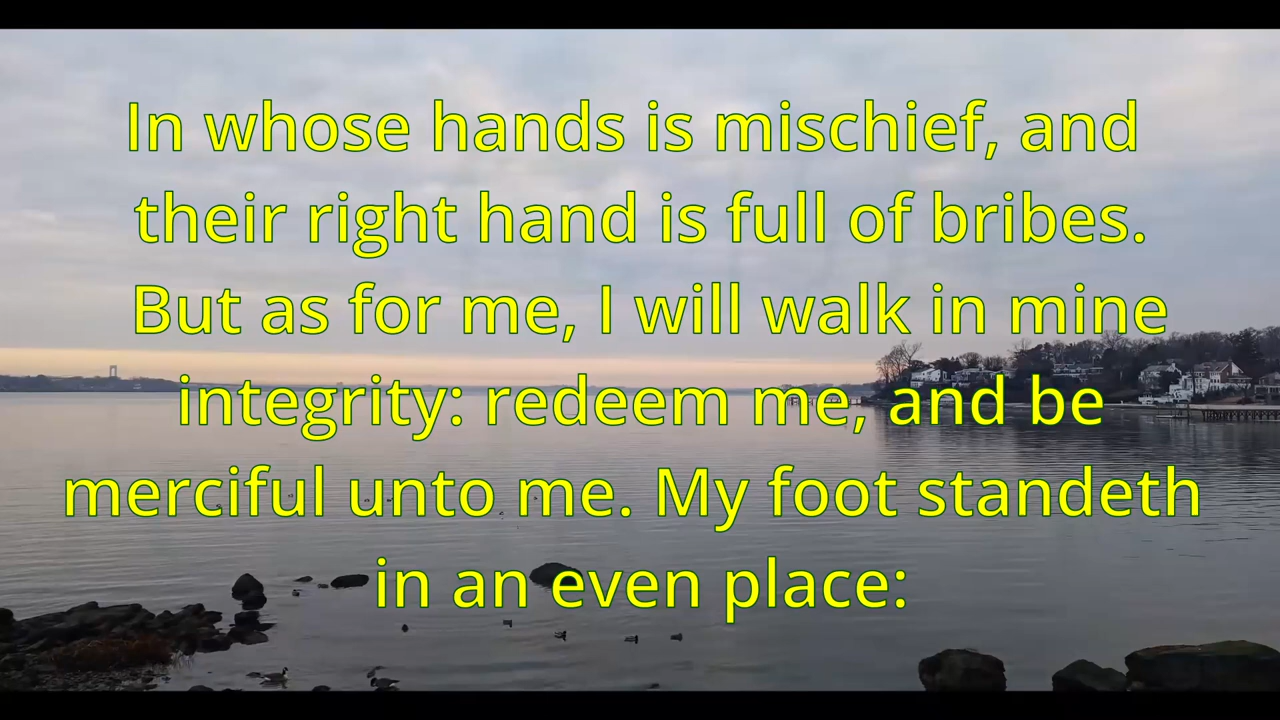 In whose hands is mischief, and
their right hand is full of bribes.
But as for me, I will walk in mine
integrity: redeem me, and be
merciful unto me. My foot standeth
in an even place: